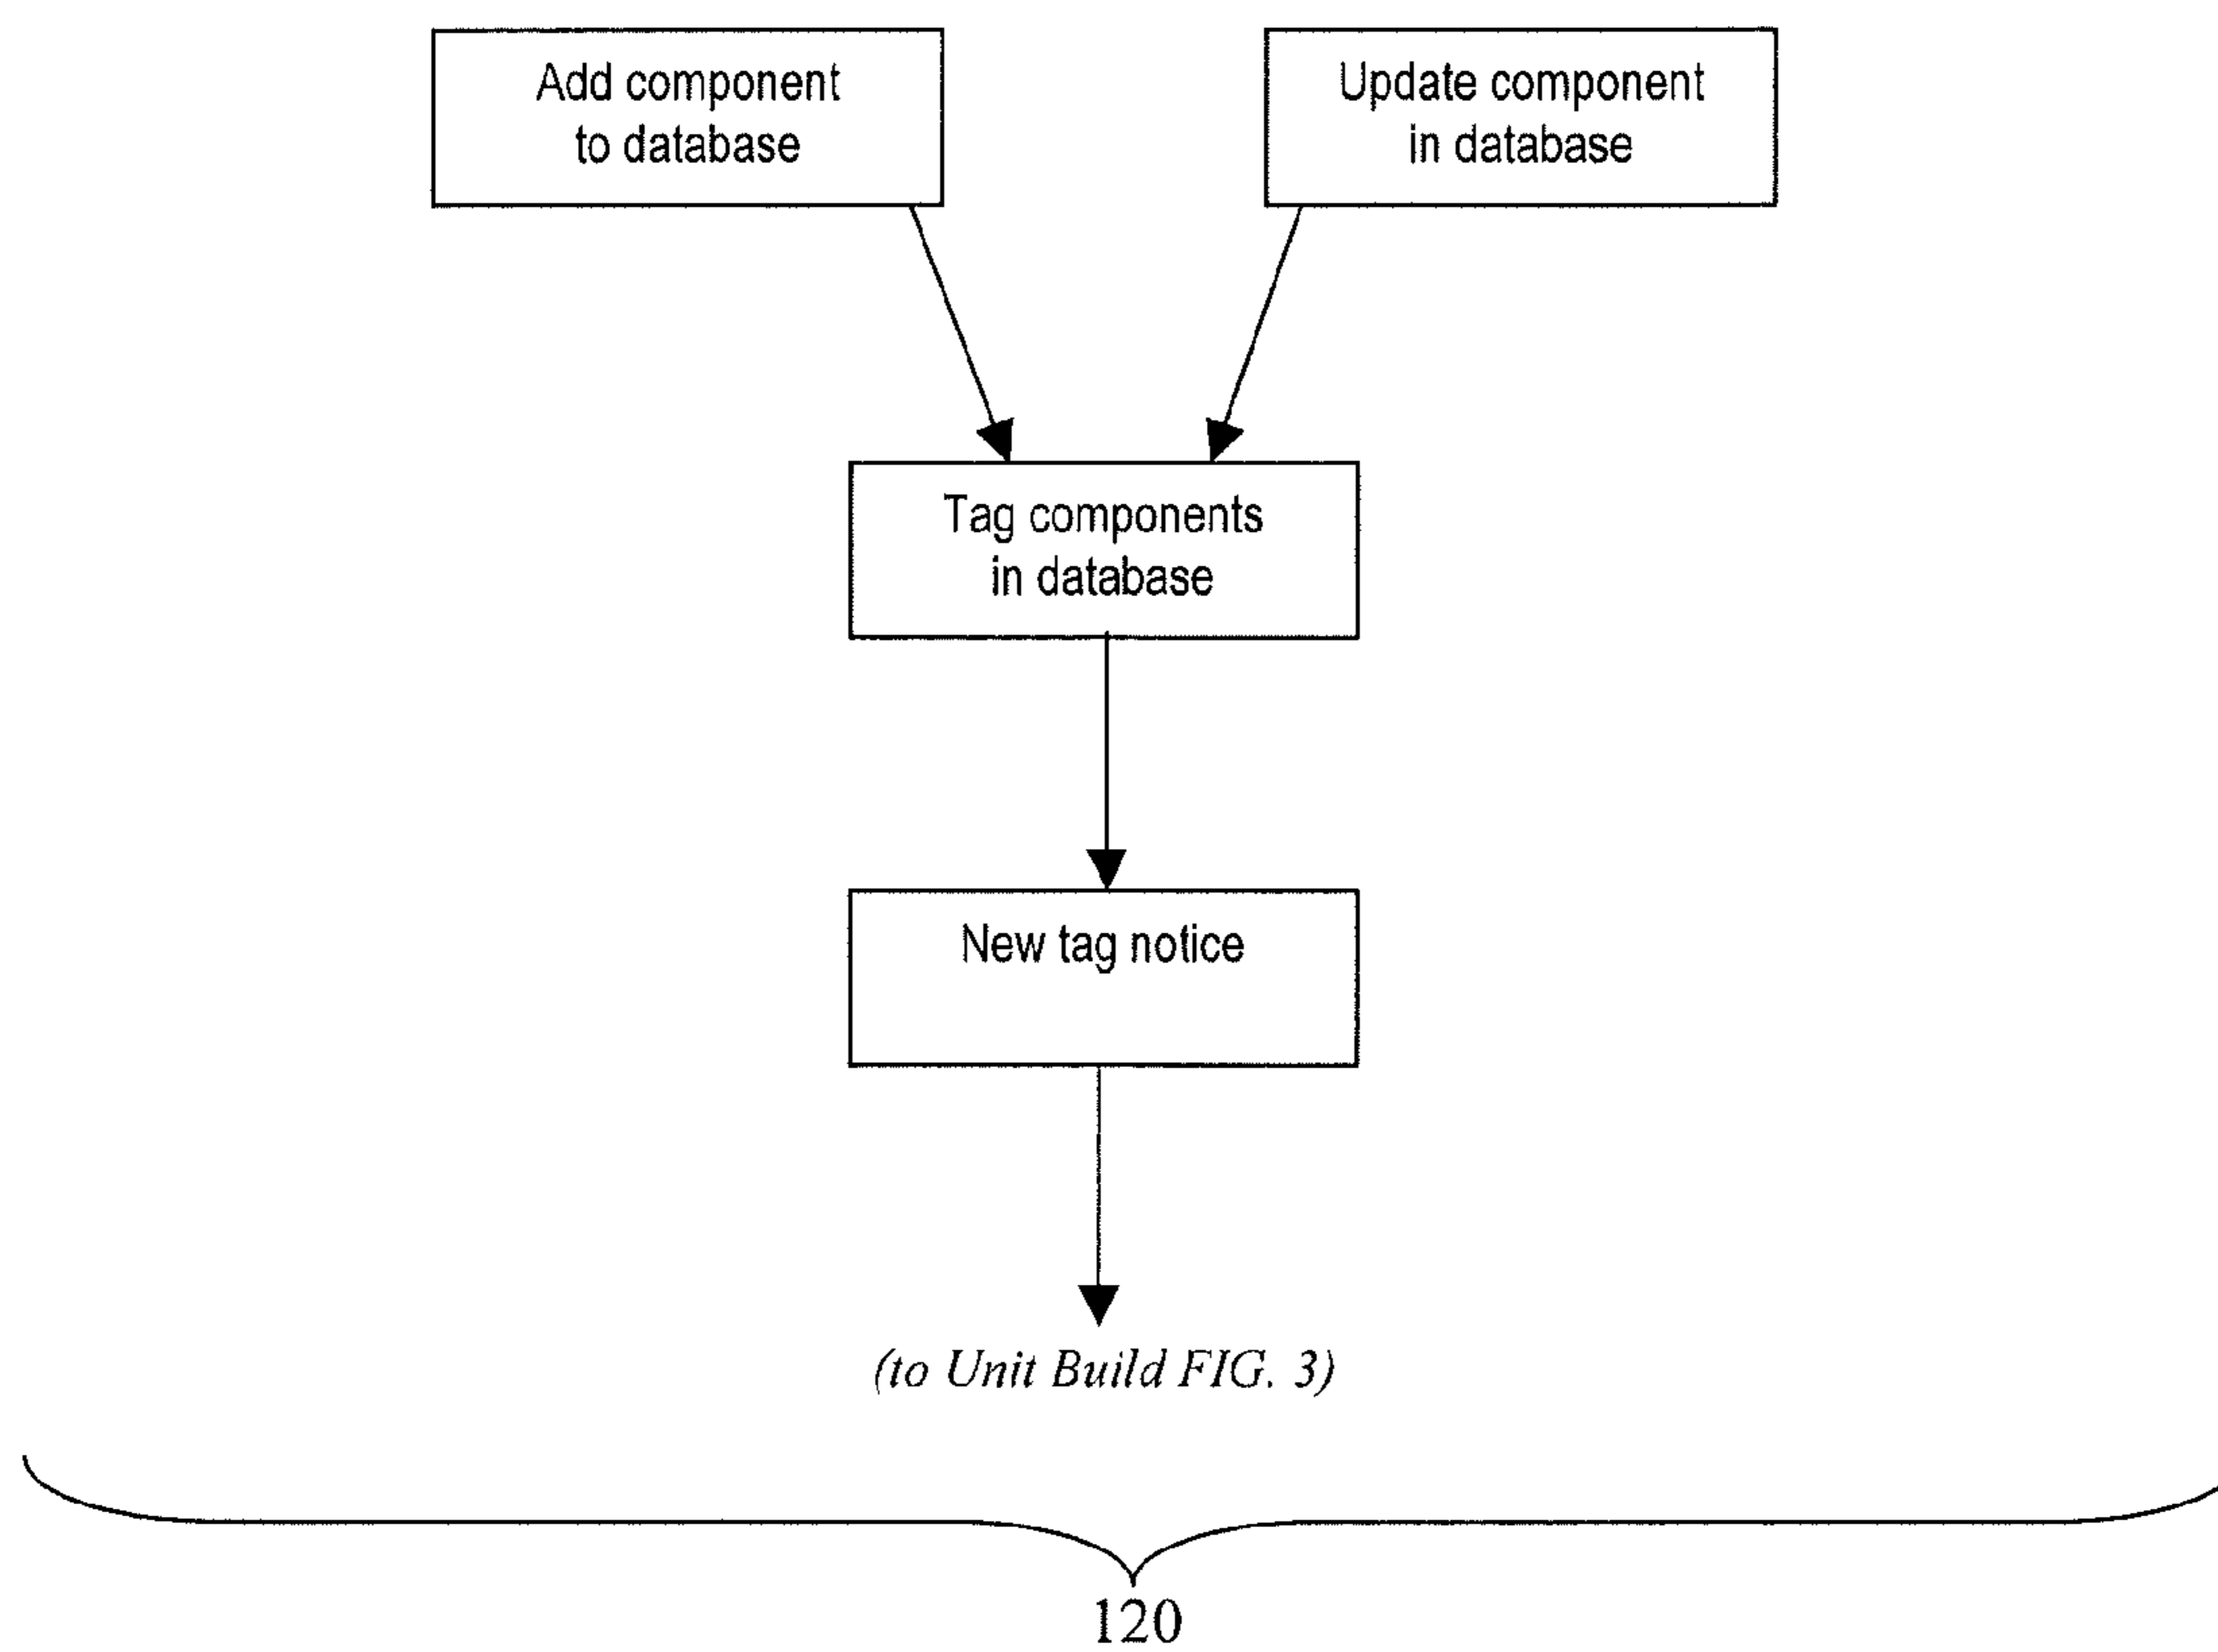 Add component
to database
Update component
in database
Tag components
in database
New tag notice
(to Unit Build FIG. 3)
120